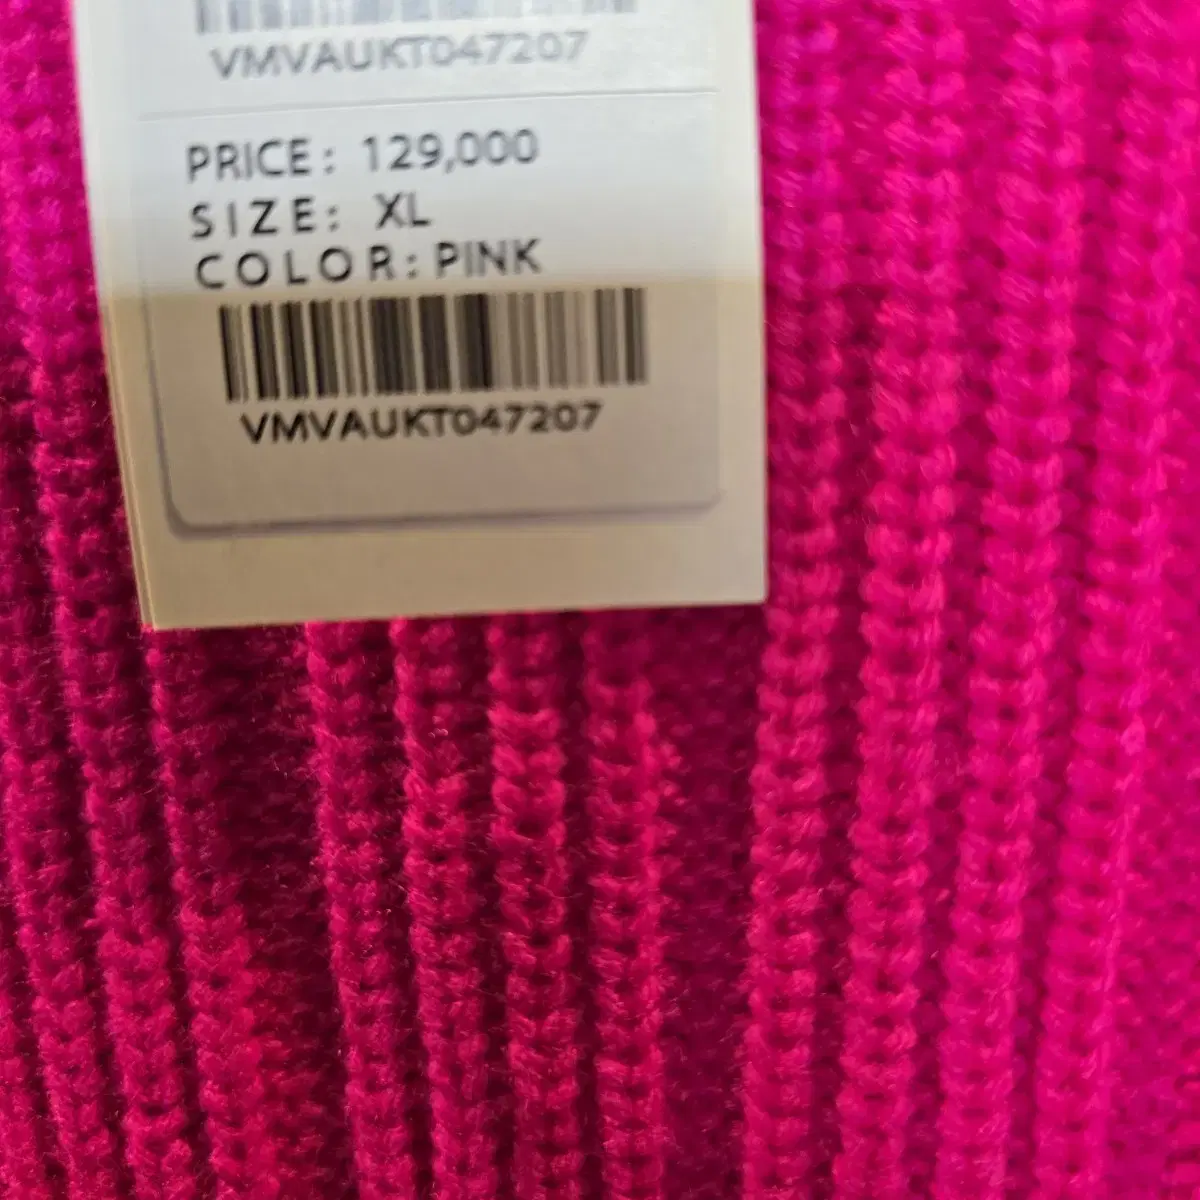 VMVAUKT047207
PRICE: 129,000
SIZE: XL
COLOR: PINK
VMVAUKT047207